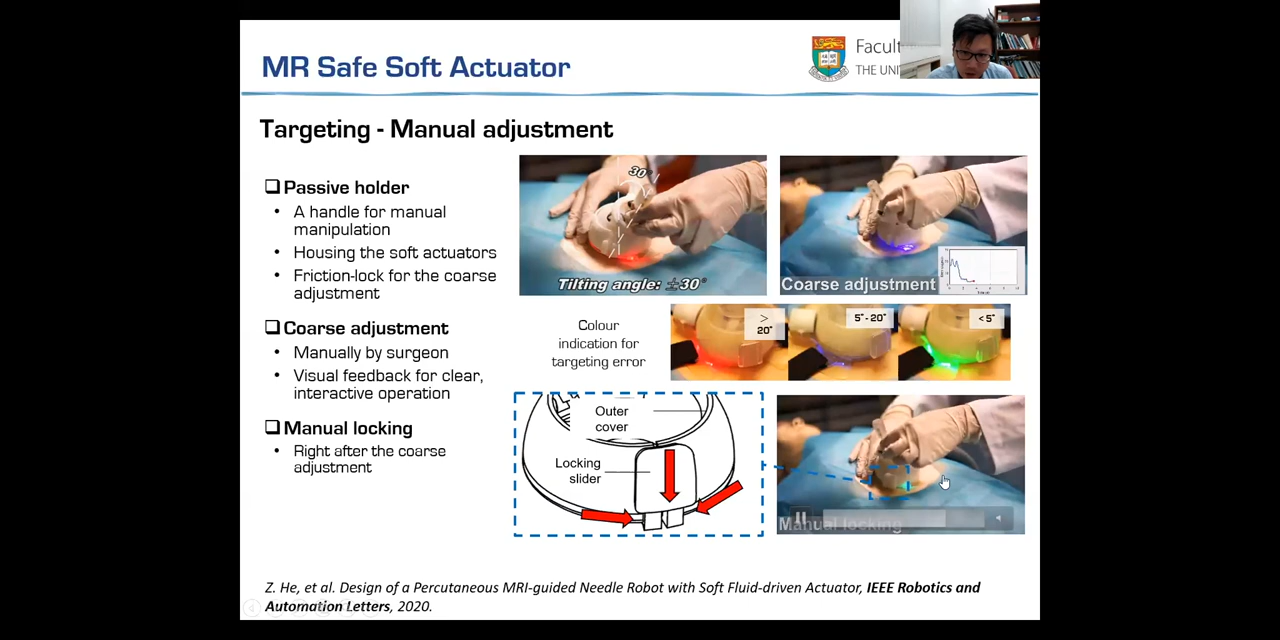 MR Safe Soft Actuator
THE
Targeting - Manual adjustment
Passive holder
• A handle for manual
manipulation
• Housing the soft actuators
• Friction-lock for the coarse
adjustment
Coarse adjustment
• Manually by surgeon
• Visual feedback for clear,
interactive operation
Manual locking
• Right after the coarse
adjustment
30°
Tilting angle: ±30°
Coarse adjustment
Colour
indication for
targeting error
>
20°
5°- 20°
<5°
Outer
cover
Locking
slider
Manual locking
Z. He, et al. Design of a Percutaneous MRI-guided Needle Robot with Soft Fluid-driven Actuator, IEEE Robotics and
Automation Letters, 2020.